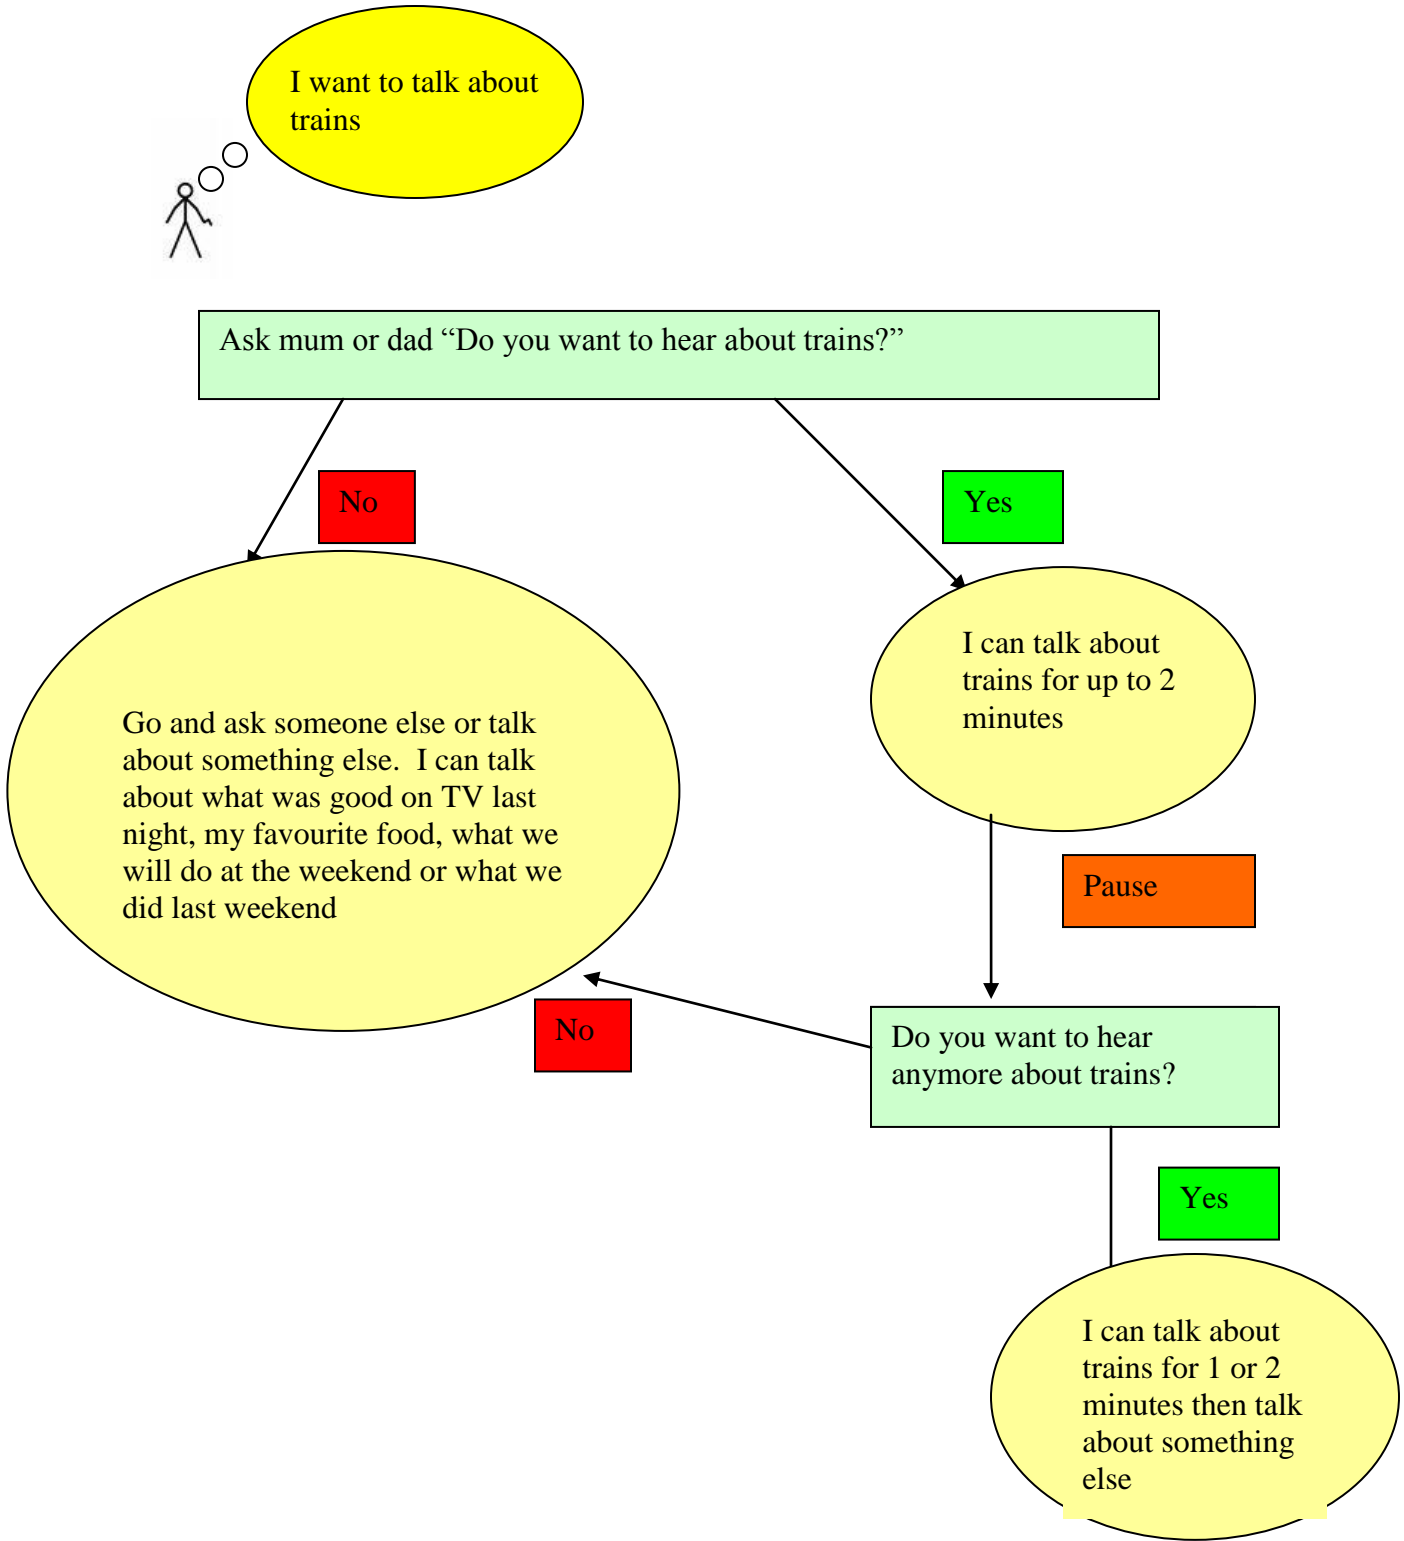 I want to talk about
trains
Ask mum or dad “Do you want to hear about trains?”
No
Yes
I can talk about
trains for up to 2
minutes
Go and ask someone else or talk
about something else.  I can talk
about what was good on TV last
night, my favourite food, what we
will do at the weekend or what we
did last weekend
Pause
No
Do you want to hear
anymore about trains?
Yes
I can talk about
trains for 1 or 2
minutes then talk
about something
else